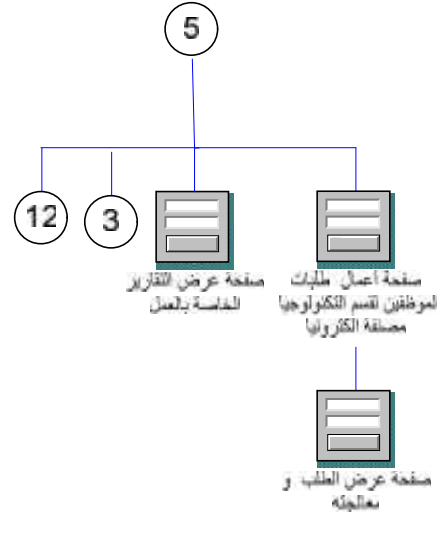 5
12
3
صفحة عرض التقارير
الخاصة بالعمل
صفحة أعمال طلبات
لموظفين لقسم التكنولوجيا
مصنفة الكترونيا
صفحة عرض الطلب و
معالجته